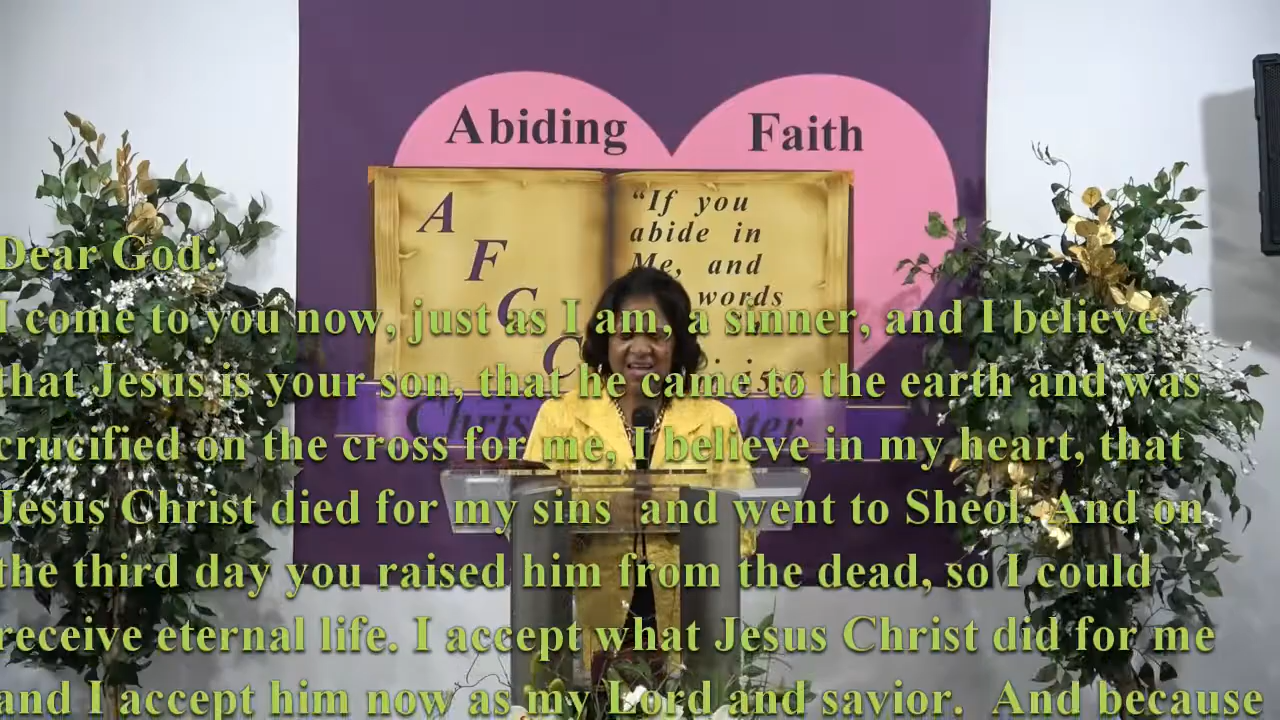 Abiding Faith
A
F
C
C
"If you
abide in
Me, and
words
Dear God:
I come to you now, just as I am, a sinner, and I believe
that Jesus is your son, that he came to the earth and was
crucified on the cross for me, I believe in my heart, that
Jesus Christ died for my sins and went to Sheol. And on
the third day you raised him from the dead, so I could
receive eternal life. I accept what Jesus Christ did for me
and I accept him now as my Lord and savior. And because